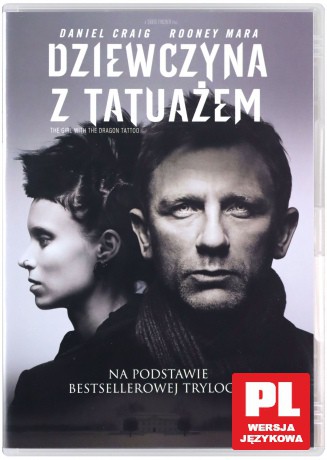 DANIEL CRAIG ROONEY MARA
DZIEWCZYNA
Z TATUAŻEM
THE GIRL WITH THE DRAGON TATTOO
NA PODSTAWIE
BESTSELLEROWEJ TRYLOG
PL
WERSJA
JĘZYKOWA